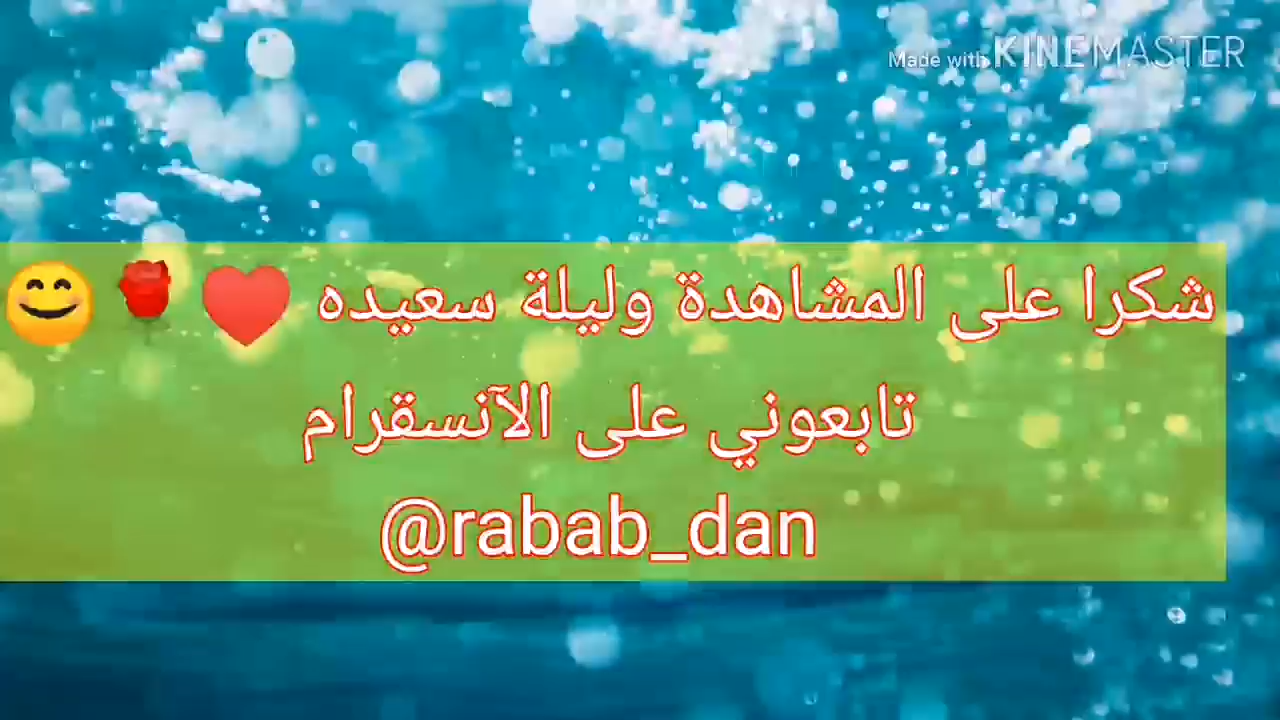 Made with KINEMASTER
شكرا على المشاهدة وليلة سعيده ♥️🌹😊
تابعوني على الآنسقرام
@rabab_dan